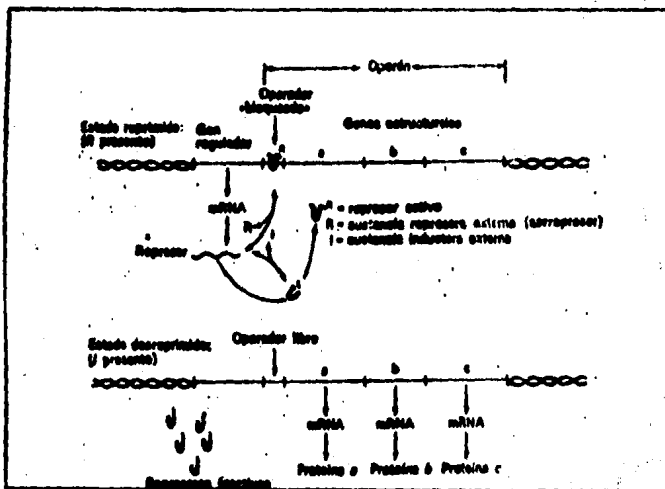 Operón
Operador
«bloqueado»
Estado reprimido: Gen Genes estructurales
(R presente) regulador R
a b c
mRNA
R = represor activo
R = sustancia represora externa (correpresor)
I = sustancia inductora externa
Represor
R
I
Estado desreprimido; Operador libre
(I presente)
a b c
mRNA mRNA mRNA
Proteína a Proteína b Proteína c